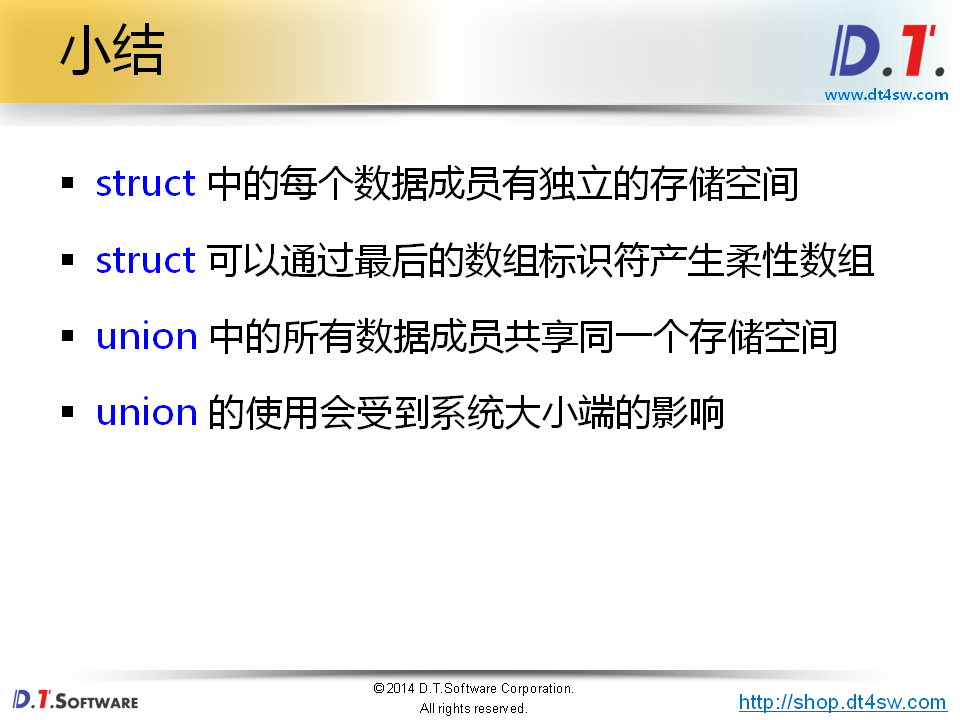 小结
D.T.
www.dt4sw.com
▪ struct 中的每个数据成员有独立的存储空间
▪ struct 可以通过最后的数组标识符产生柔性数组
▪ union 中的所有数据成员共享同一个存储空间
▪ union 的使用会受到系统大小端的影响
D.T.SOFTWARE
©2014 D.T.Software Corporation.
All rights reserved.
http://shop.dt4sw.com